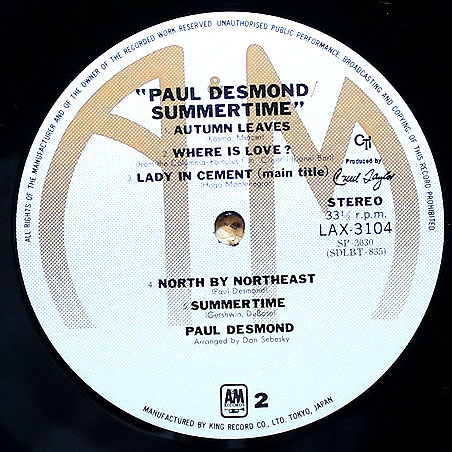 ALL RIGHTS OF THE MANUFACTURER AND OF THE OWNER OF THE RECORDED WORK RESERVED UNAUTHORISED PUBLIC PERFORMANCE, BROADCASTING AND COPYING OF THIS RECORD PROHIBITED
"PAUL DESMOND/
SUMMERTIME"
AUTUMN LEAVES
2. WHERE IS LOVE?
3. LADY IN CEMENT (main title)
(Hugo Montenegro)
CTI
Produced by
Creed Taylor
STEREO
33⅓ r.p.m.
LAX-3104
SP-3030
(SDLBT-835)
4. NORTH BY NORTHEAST
(Paul Desmond)
5. SUMMERTIME
(Gershwin, DuBose)
PAUL DESMOND
Arranged by Don Sebesky
A&M
RECORDS
2
MANUFACTURED BY KING RECORD CO., LTD. TOKYO, JAPAN